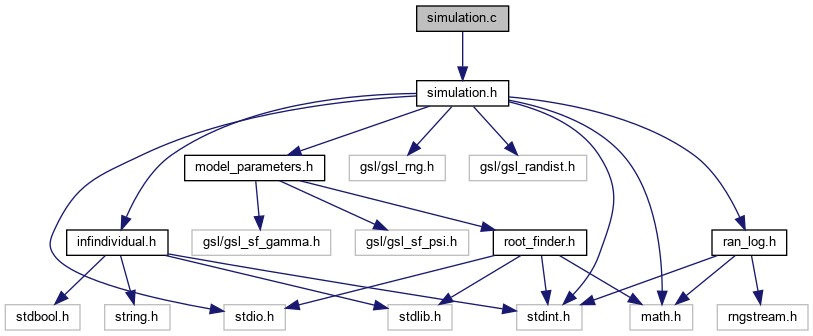 simulation.c
simulation.h
model_parameters.h
gsl/gsl_rng.h
gsl/gsl_randist.h
infindividual.h
gsl/gsl_sf_gamma.h
gsl/gsl_sf_psi.h
root_finder.h
ran_log.h
stdbool.h
string.h
stdio.h
stdlib.h
stdint.h
math.h
rngstream.h